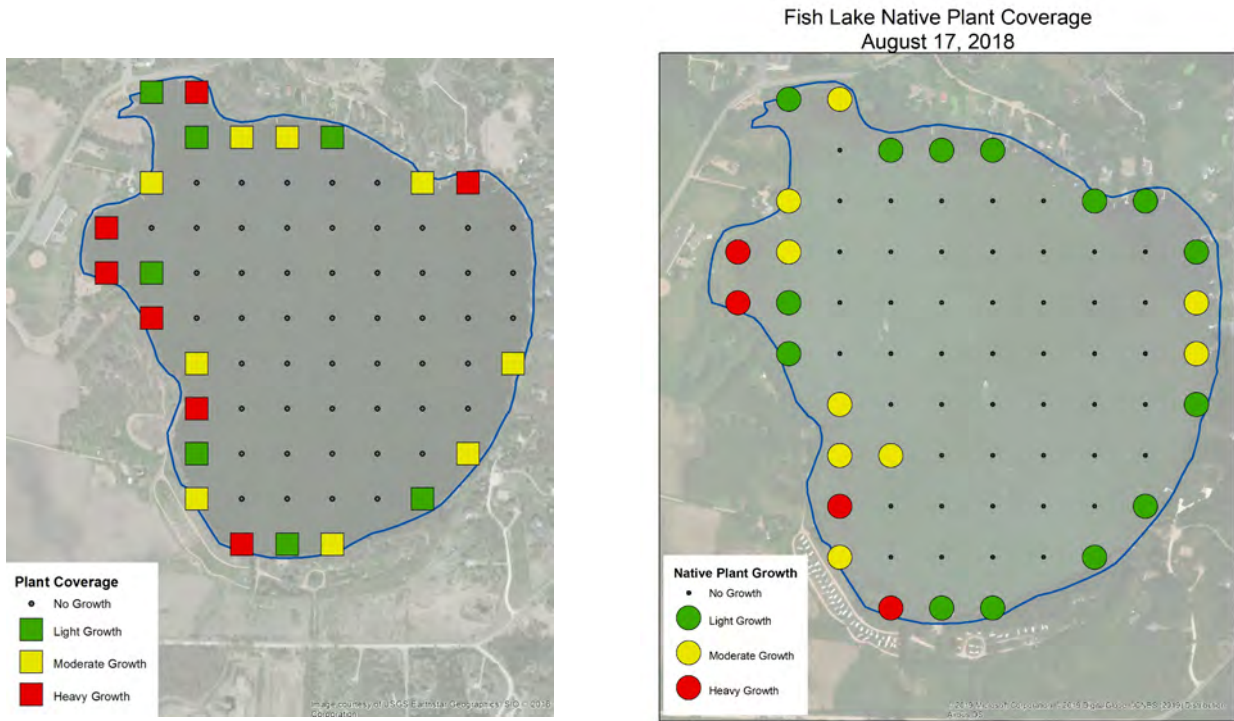 Fish Lake Native Plant Coverage
August 17, 2018
Plant Coverage
No Growth
Light Growth
Moderate Growth
Heavy Growth
Corporation
Native Plant Growth
No Growth
Light Growth
Moderate Growth
Heavy Growth